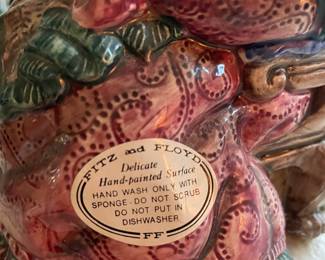 FITZ and FLOYD
Delicate
Hand-painted Surface
HAND WASH ONLY WITH
SPONGE - DO NOT SCRUB
DO NOT PUT IN
DISHWASHER
FF